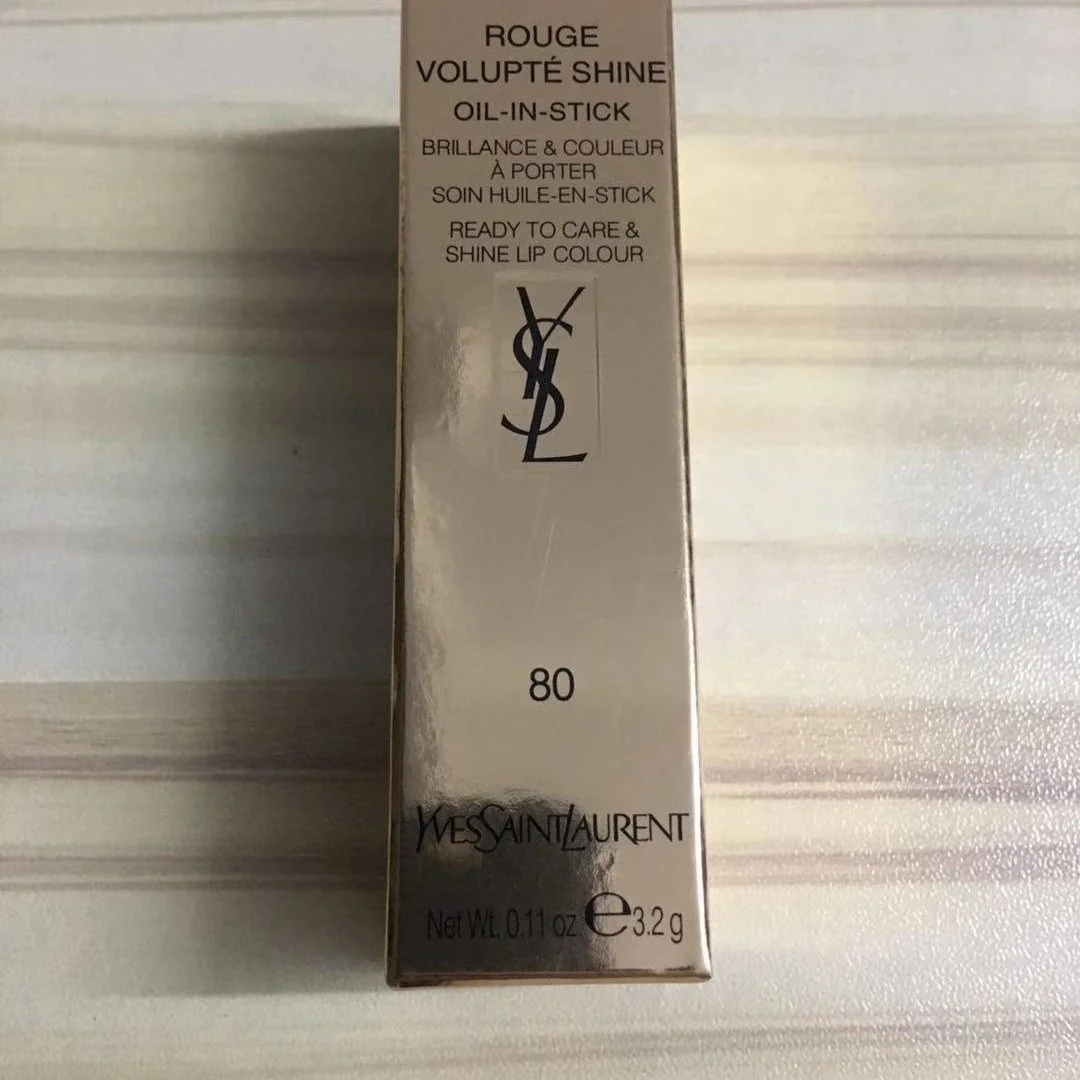 ROUGE
VOLUPTÉ SHINE
OIL-IN-STICK
BRILLANCE & COULEUR
À PORTER
SOIN HUILE-EN-STICK
READY TO CARE &
SHINE LIP COLOUR
YSL
80
YVESSAINTLAURENT
Net Wt. 0.11 oz e 3.2 g